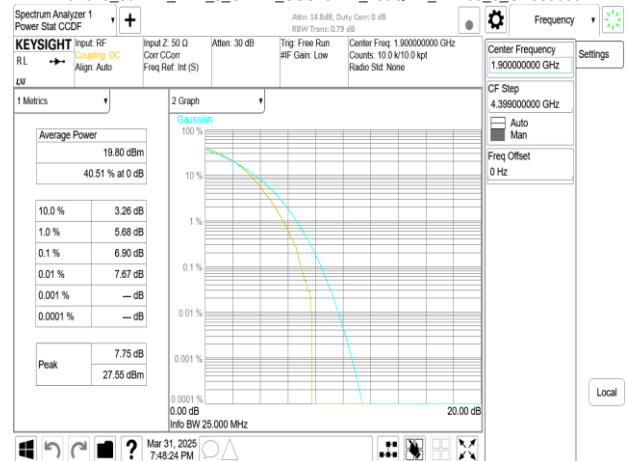 Spectrum Analyzer 1
Power Stat CCDF
Attn: 14.8dB, Duty Corr: 0 dB
RBW Trans: 0.79 dB
Frequency
KEYSIGHT
RL
Input: RF
Coupling: DC
Align: Auto
Input Z: 50 Ω
Corr CCorr
Freq Ref: Int (S)
Atten: 30 dB
Trig: Free Run
#IF Gain: Low
Center Freq: 1.900000000 GHz
Counts: 10.0 k/10.0 kpt
Radio Std: None
LXI
1 Metrics
Average Power
19.80 dBm
40.51 % at 0 dB
10.0 % 3.26 dB
1.0 % 5.68 dB
0.1 % 6.90 dB
0.01 % 7.67 dB
0.001 % --- dB
0.0001 % --- dB
Peak
7.75 dB
27.55 dBm
2 Graph
Gaussian
100 %
10 %
1 %
0.1 %
0.01 %
0.001 %
0.0001 %
0.00 dB
20.00 dB
Info BW 25.000 MHz
Center Frequency
1.900000000 GHz
Settings
CF Step
4.399000000 GHz
Auto
Man
Freq Offset
0 Hz
Local
?
Mar 31, 2025
7:48:24 PM